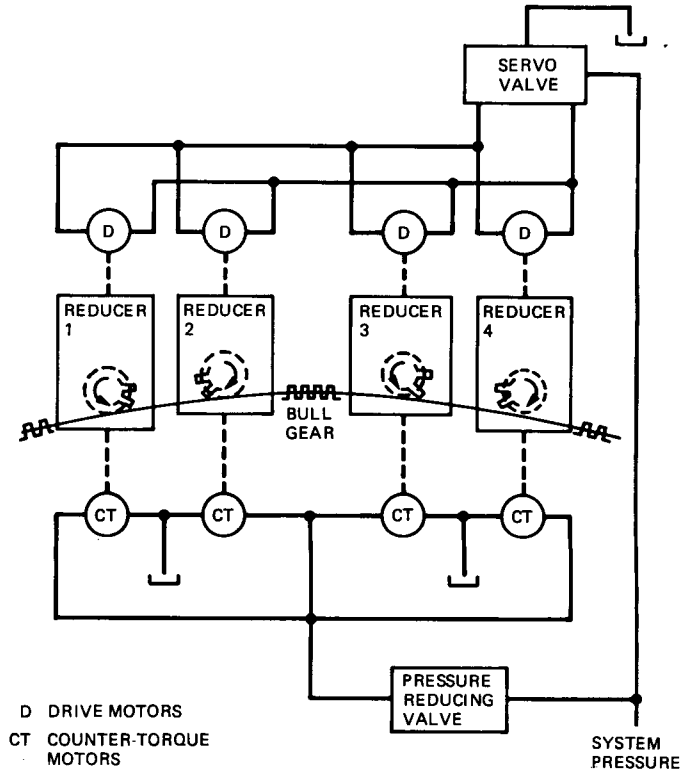 SERVO
VALVE
D
D
D
D
REDUCER
1
REDUCER
2
REDUCER
3
REDUCER
4
BULL
GEAR
CT
CT
CT
CT
PRESSURE
REDUCING
VALVE
D DRIVE MOTORS
CT COUNTER-TORQUE
MOTORS
SYSTEM
PRESSURE